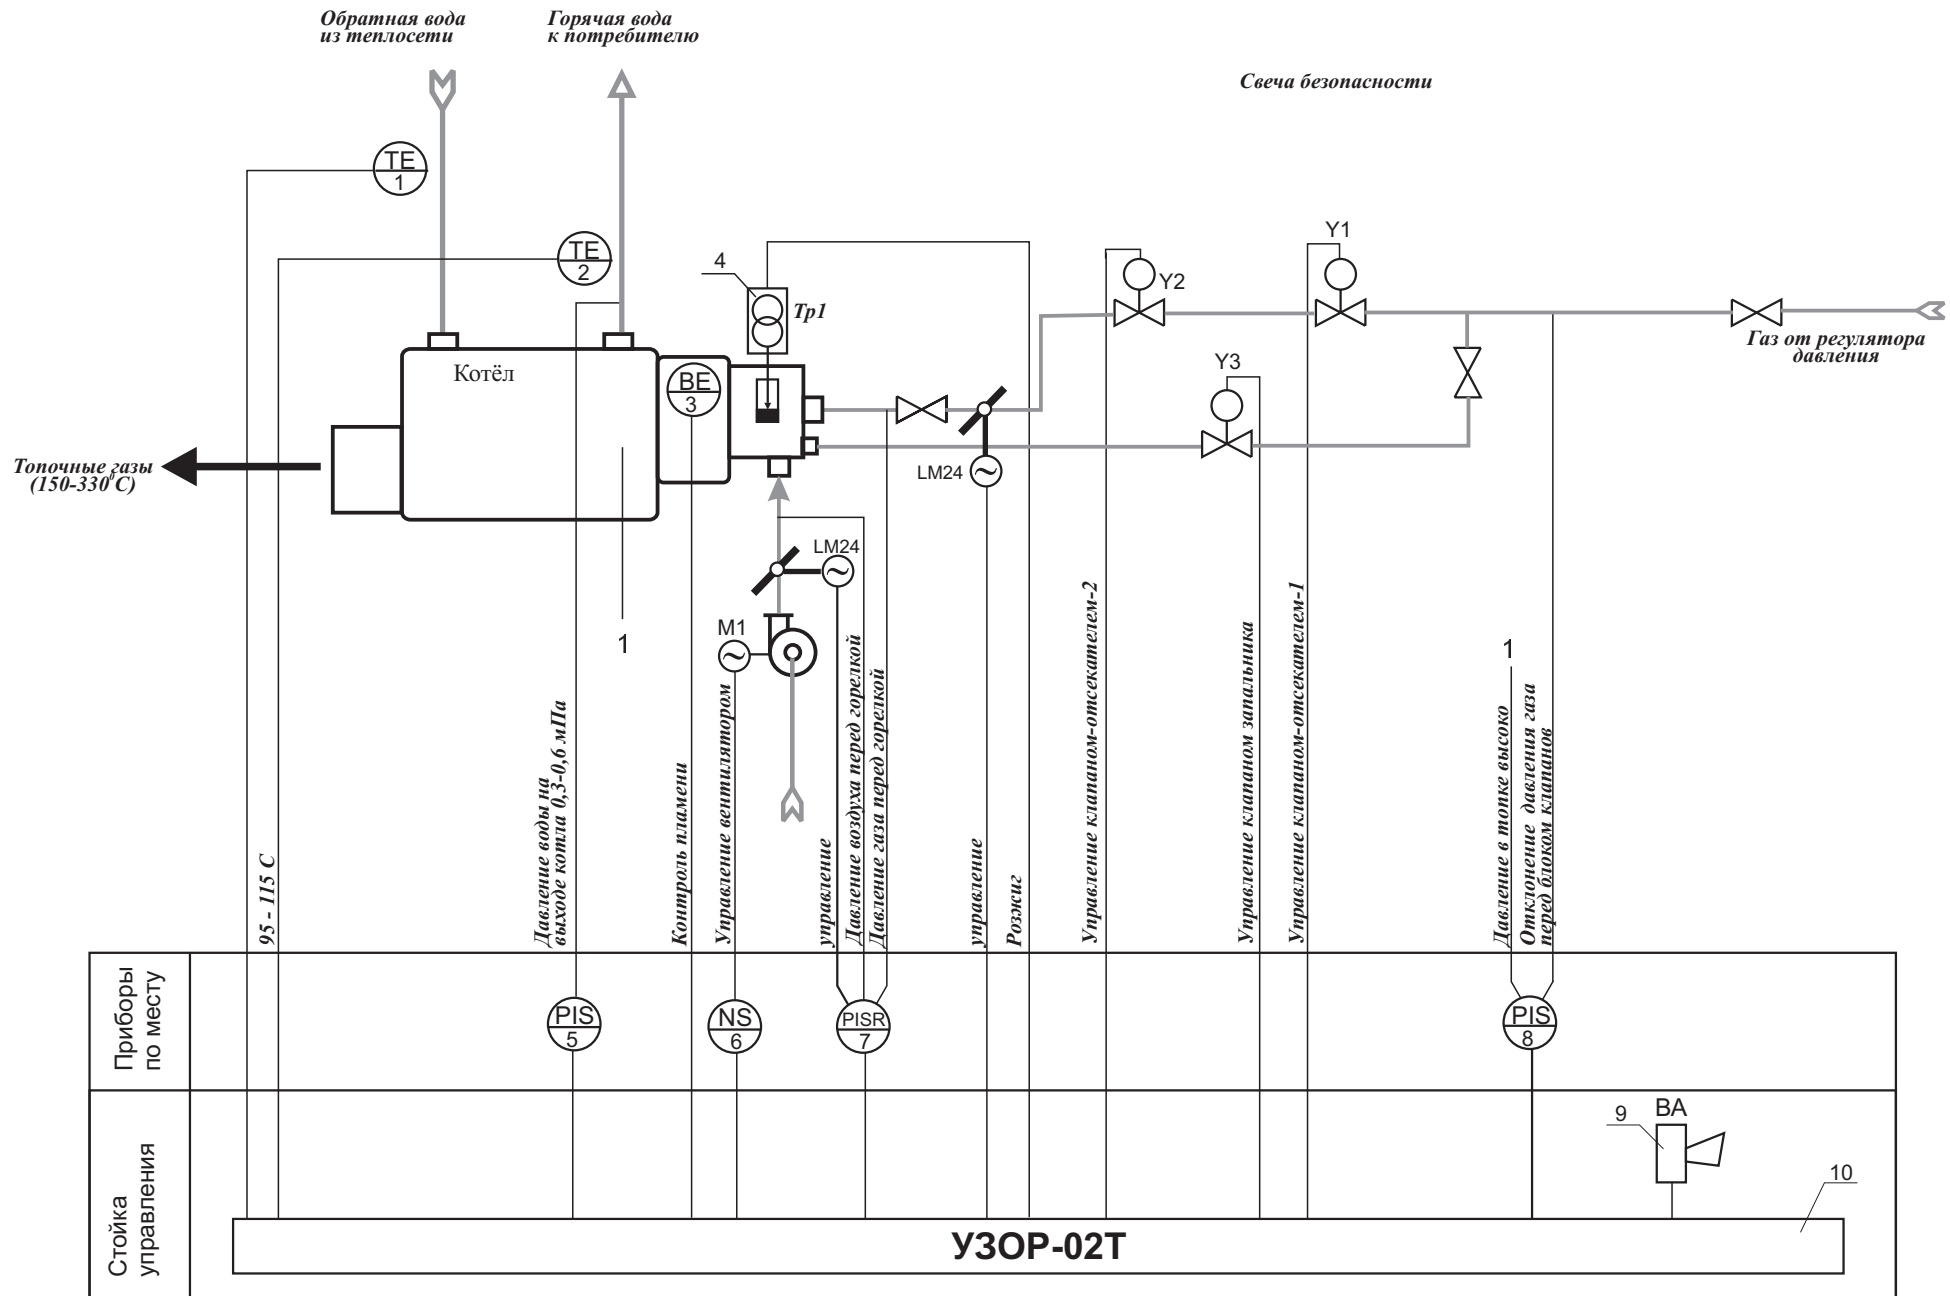 Обратная вода
из теплосети
Горячая вода
к потребителю
Свеча безопасности
TE
1
TE
2
4
Тр1
Y2
Y1
Y3
Газ от регулятора
давления
Котёл
BE
3
LM24
Топочные газы
(150-330⁰С)
LM24
M1
1
1
95 - 115 С
Давление воды на
выходе котла 0,3-0,6 мПа
Контроль пламени
Управление вентилятором
управление
Давление воздуха перед горелкой
Давление газа перед горелкой
управление
Розжиг
Управление клапаном-отсекателем-2
Управление клапаном запальника
Управление клапаном-отсекателем-1
Давление в топке высоко
Отклонение давления газа
перед блоком клапанов
Приборы
по месту
PIS
5
NS
6
PISR
7
PIS
8
Стойка
управления
9
BA
10
УЗОР-02Т